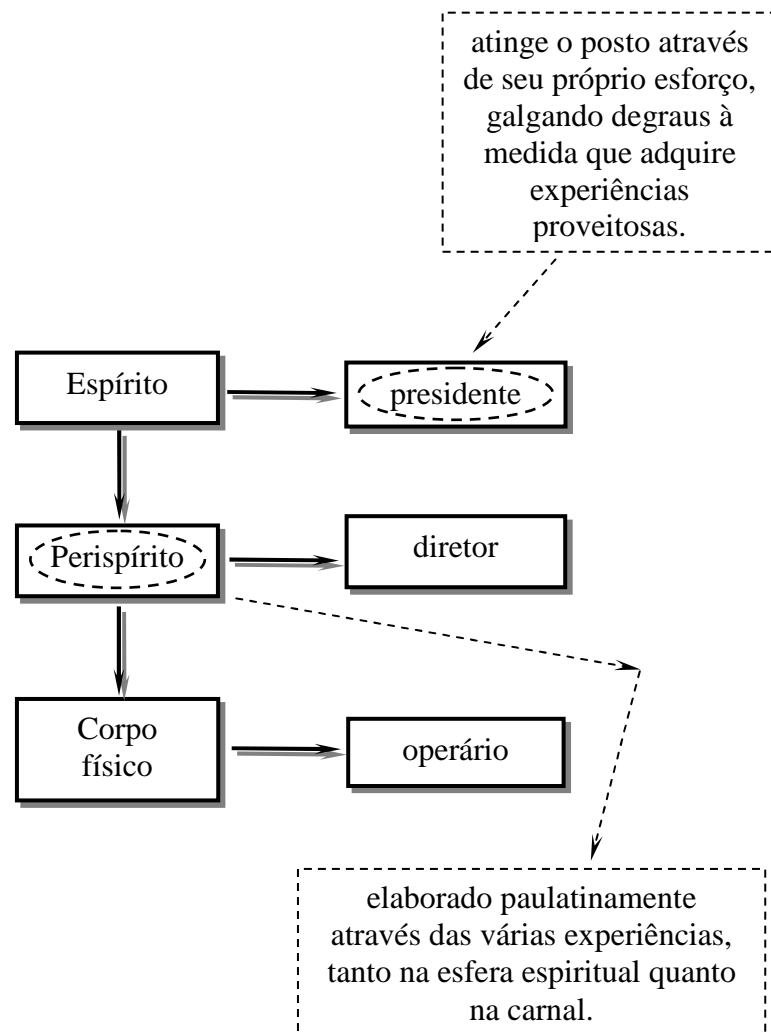 atinge o posto através
de seu próprio esforço,
galgando degraus à
medida que adquire
experiências
proveitosas.
Espírito
presidente
Perispírito
diretor
Corpo
físico
operário
elaborado paulatinamente
através das várias experiências,
tanto na esfera espiritual quanto
na carnal.